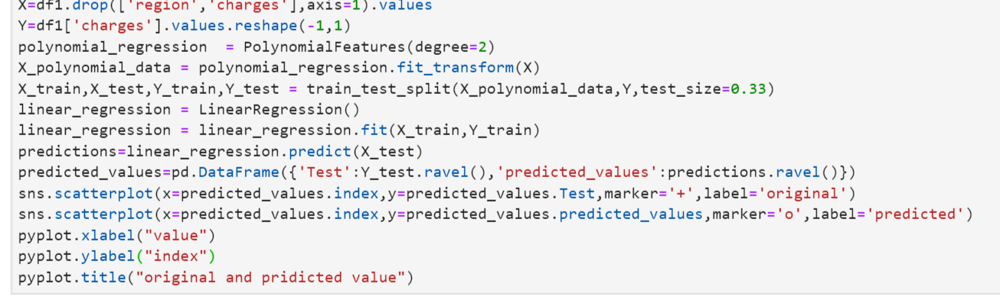 X=df1.drop(['region','charges'],axis=1).values
Y=df1['charges'].values.reshape(-1,1)
polynomial_regression  = PolynomialFeatures(degree=2)
X_polynomial_data = polynomial_regression.fit_transform(X)
X_train,X_test,Y_train,Y_test = train_test_split(X_polynomial_data,Y,test_size=0.33)
linear_regression = LinearRegression()
linear_regression = linear_regression.fit(X_train,Y_train)
predictions=linear_regression.predict(X_test)
predicted_values=pd.DataFrame({'Test':Y_test.ravel(),'predicted_values':predictions.ravel()})
sns.scatterplot(x=predicted_values.index,y=predicted_values.Test,marker='+',label='original')
sns.scatterplot(x=predicted_values.index,y=predicted_values.predicted_values,marker='o',label='predicted')
pyplot.xlabel("value")
pyplot.ylabel("index")
pyplot.title("original and pridicted value")